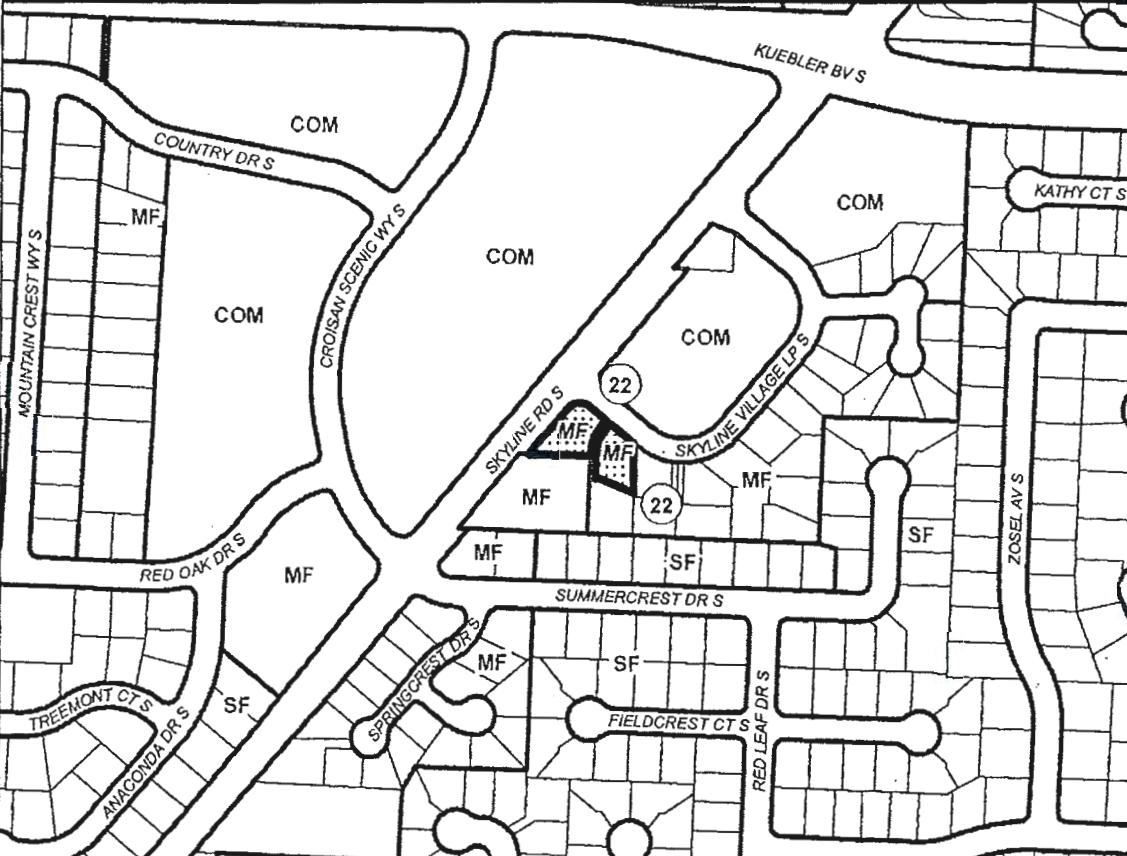 KUEBLER BV S
COM
COUNTRY DR S
KATHY CT S
COM
MF
CROISAN SCENIC WY S
MOUNTAIN CREST WY S
COM
COM
COM
22
SKYLINE VILLAGE LP S
SKYLINE RD S
MF
MF
MF
MF
22
ZOSEL AV S
SF
MF
SF
RED OAK DR S
MF
SUMMERCREST DR S
SPRINGCREST DR S
MF
SF
TREEMONT CT S
SF
ANACONDA DR S
FIELDCREST CT S
RED LEAF DR S